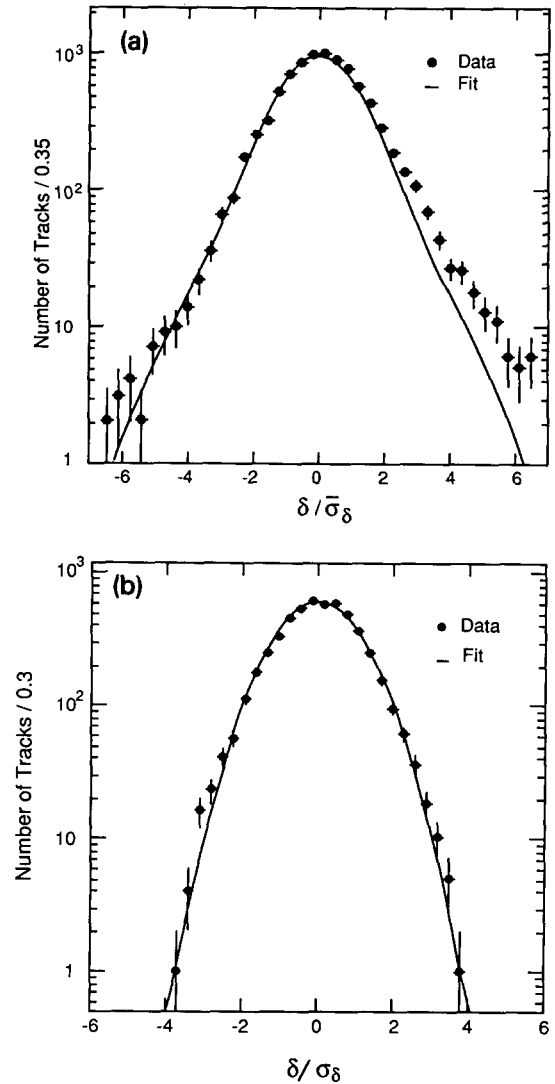 (a)
Data
Fit
10³
10²
10
1
Number of Tracks / 0.35
-6 -4 -2 0 2 4 6
δ / σ̄δ
(b)
Data
Fit
10³
10²
10
1
Number of Tracks / 0.3
-6 -4 -2 0 2 4 6
δ / σδ